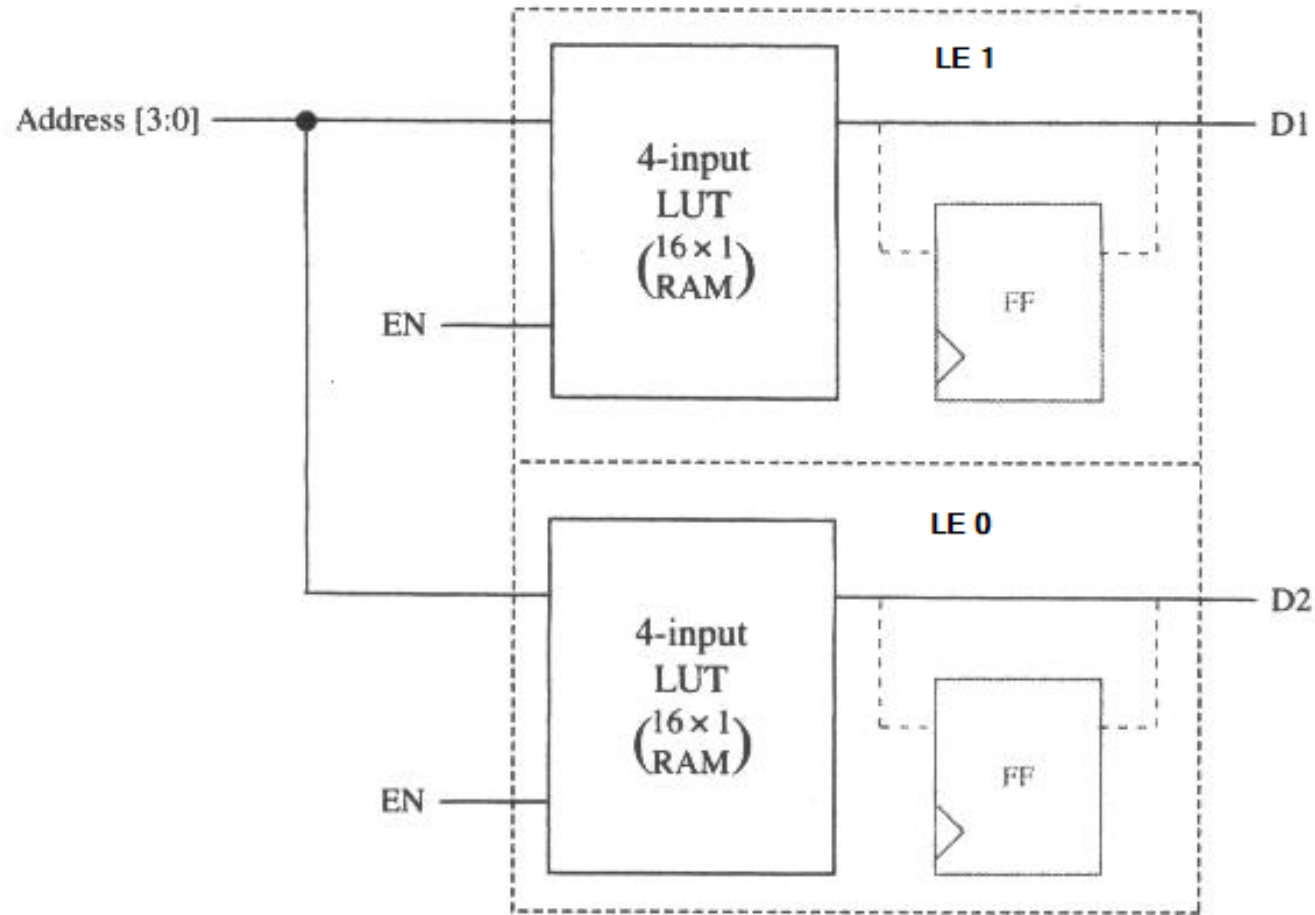 LE 1
Address [3:0]
D1
4-input
LUT
(16 × 1
RAM)
FF
EN
LE 0
D2
4-input
LUT
(16 × 1
RAM)
FF
EN